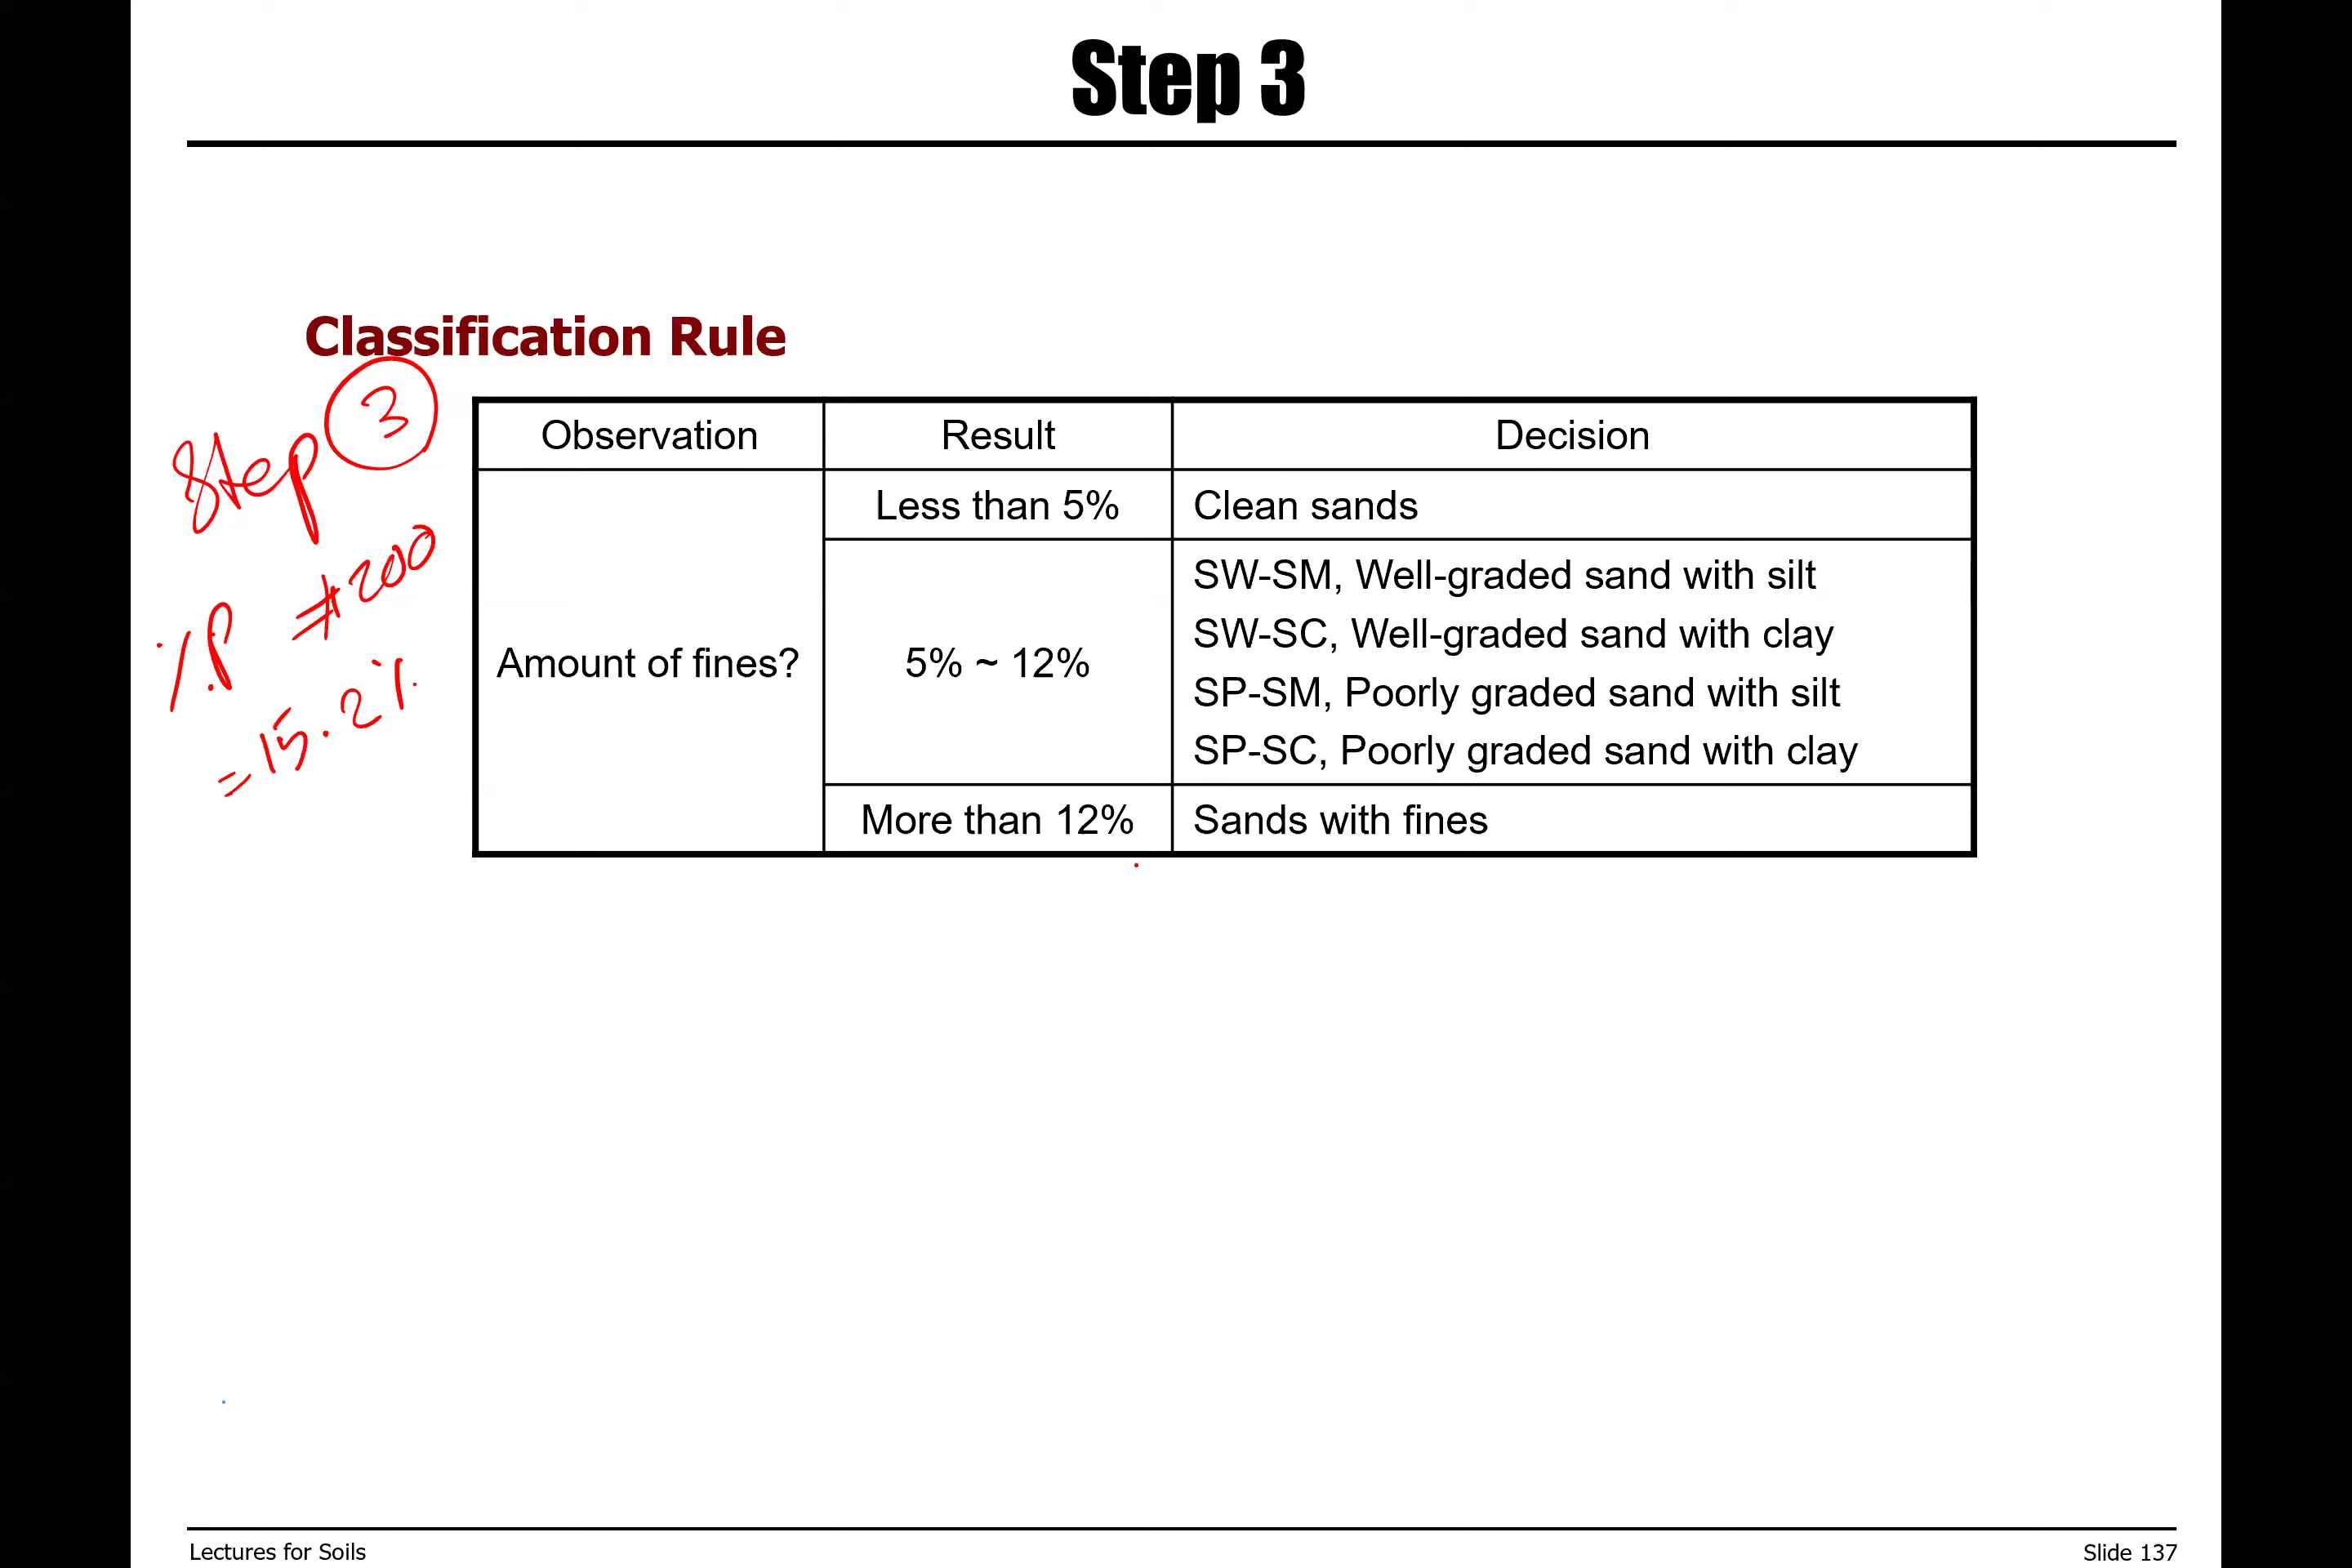 Step 3
Classification Rule
Step 3
%P #200
= 15.2%
Observation Result Decision
Less than 5% Clean sands
Amount of fines? 5% ~ 12% SW-SM, Well-graded sand with silt
SW-SC, Well-graded sand with clay
SP-SM, Poorly graded sand with silt
SP-SC, Poorly graded sand with clay
More than 12% Sands with fines
Lectures for Soils Slide 137